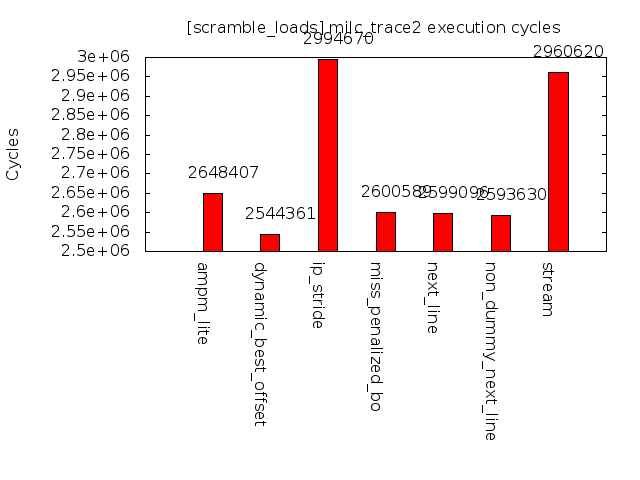 [scramble_loads] milc_trace2 execution cycles
Cycles
3e+06
2.95e+06
2.9e+06
2.85e+06
2.8e+06
2.75e+06
2.7e+06
2.65e+06
2.6e+06
2.55e+06
2.5e+06
2648407
2544361
2994670
2600589
2599096
2593630
2960620
ampm_lite
dynamic_best_offset
ip_stride
miss_penalized_bo
next_line
non_dummy_next_line
stream